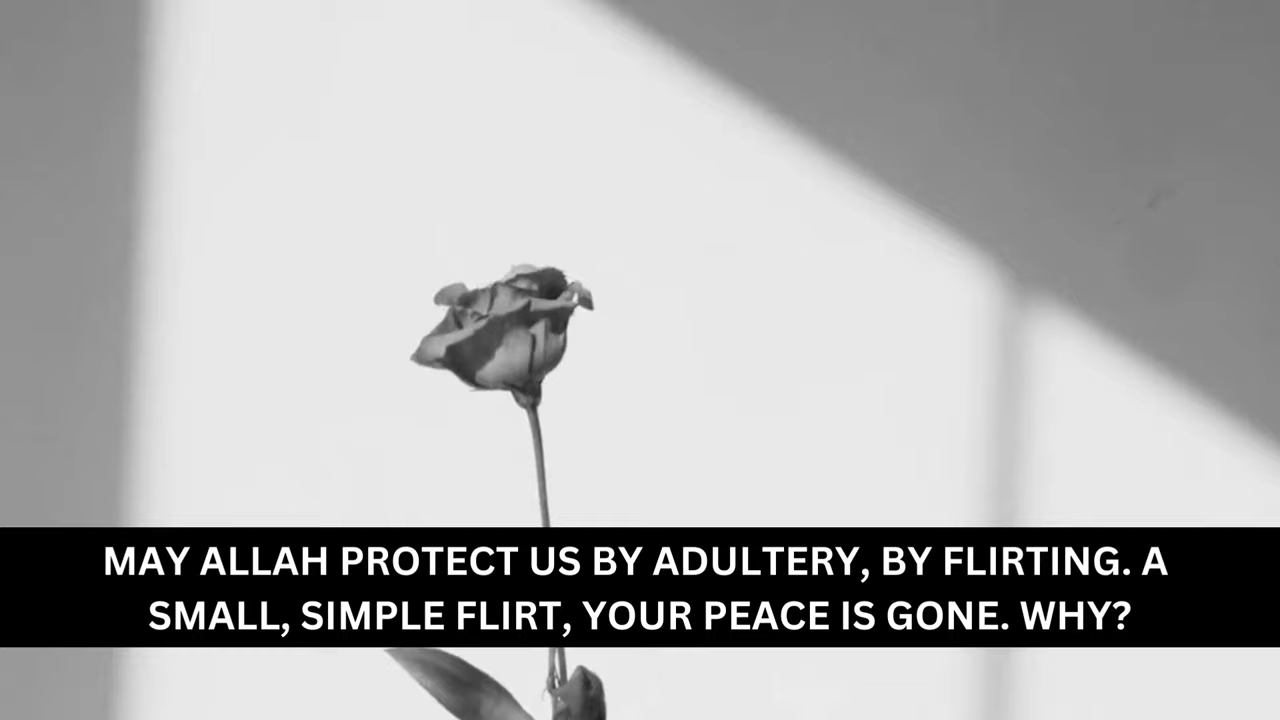 MAY ALLAH PROTECT US BY ADULTERY, BY FLIRTING. A
SMALL, SIMPLE FLIRT, YOUR PEACE IS GONE. WHY?